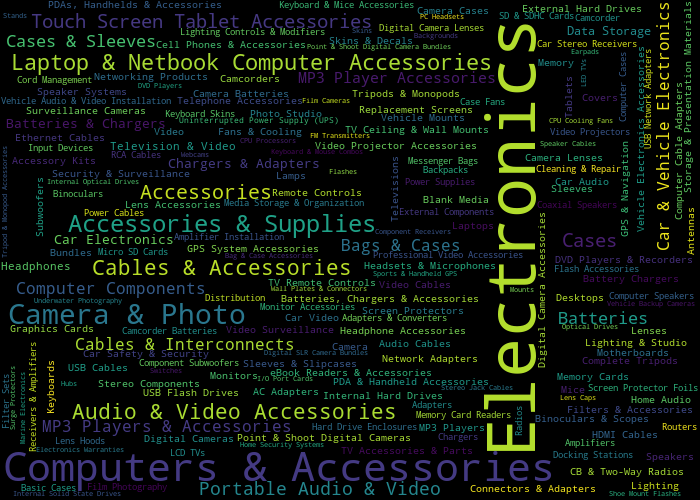 PDAs, Handhelds & Accessories
Keyboard & Mice Accessories
Camera Cases
SD & SDHC Cards
External Hard Drives
Stands
Touch Screen Tablet Accessories
Skins
PC Headsets
Digital Camera Lenses
Camcorder
Lighting Controls & Modifiers
Backgrounds
Data Storage
Cases & Sleeves
Cell Phones & Accessories
Skins & Decals
Point & Shoot Digital Camera Bundles
Car Stereo Receivers
Earpads
Laptop & Netbook Computer Accessories
Memory
LED TVs
Cord Management
Networking Products
Camcorders
MP3 Player Accessories
DVD Players
Tablets
Computer Cases
Speaker Systems
Camera Batteries
Tripods & Monopods
Covers
Vehicle Audio & Video Installation
Telephone Accessories
Film Cameras
Case Fans
Surveillance Cameras
Keyboard Skins
Photo Studio
Replacement Screens
Batteries & Chargers
Uninterrupted Power Supply (UPS)
Vehicle Mounts
CPU Cooling Fans
Ethernet Cables
Video
Fans & Cooling
TV Ceiling & Wall Mounts
Video Projectors
FM Transmitters
CPU Processors
Input Devices
Television & Video
Video Projector Accessories
Speaker Cables
RCA Cables
Webcams
Accessory Kits
Chargers & Adapters
Messenger Bags
Camera Lenses
Backpacks
Cleaning & Repair
Security & Surveillance
Lamps
Flashes
Internal Optical Drives
Power Supplies
Car Audio
Sleeves
Binoculars
Accessories
Remote Controls
Televisions
Subwoofers
Lens Accessories
Media Storage & Organization
Blank Media
Coaxial Speakers
Power Cables
External Components
Accessories & Supplies
Laptops
Tripod & Monopod Accessories
Component Receivers
Car Electronics
Amplifier Installation
Bags & Cases
Cases
Bundles
Micro SD Cards
GPS System Accessories
Professional Video Accessories
Bag & Case Accessories
DVD Players & Recorders
Headphones
Cables & Accessories
Headsets & Microphones
Flash Accessories
Sports & Handheld GPS
Battery Chargers
TV Remote Controls
Video Cables
Computer Components
Wall Plates & Connectors
Mounts
Underwater Photography
Distribution
Batteries, Chargers & Accessories
Desktops
Computer Speakers
Monitor Accessories
Screen Protectors
Vehicle Backup Cameras
Camera & Photo
Car Video
Adapters & Converters
Batteries
Graphics Cards
Camcorder Batteries
Video Surveillance
Headphone Accessories
Optical Drives
Lenses
Cables & Interconnects
Camera
Audio Cables
Lighting & Studio
Car Safety & Security
Digital SLR Camera Bundles
Network Adapters
Motherboards
Component Subwoofers
Sleeves & Slipcases
Complete Tripods
USB Cables
Switches
eBook Readers & Accessories
Monitors
I/O Port Cards
Memory Cards
Hubs
Stereo Components
PDA & Handheld Accessories
Mice
Screen Protector Foils
USB Flash Drives
AC Adapters
Internal Hard Drives
Stereo Jack Cables
Lens Caps
Home Audio
Audio & Video Accessories
Adapters
Memory Card Readers
Filters & Accessories
Binoculars & Scopes
MP3 Players & Accessories
Hard Drive Enclosures
MP3 Players
Routers
Lens Hoods
Digital Cameras
Point & Shoot Digital Cameras
Chargers
HDMI Cables
Amplifiers
Home Security Systems
Electronics Warranties
LCD TVs
TV Accessories & Parts
Docking Stations
Speakers
Computers & Accessories
CB & Two-Way Radios
Basic Cases
Film Photography
Portable Audio & Video
Connectors & Adapters
Lighting
Internal Solid State Drives
Shoe Mount Flashes
Electronics
Digital Camera Accessories
Radios
Filter Sets
Surge Protectors
Marine Electronics
Receivers & Amplifiers
Keyboards
GPS & Navigation
Vehicle Electronics Accessories
USB Network Adapters
Car & Vehicle Electronics
Computer Cable Adapters
Storage & Presentation Materials
Antennas